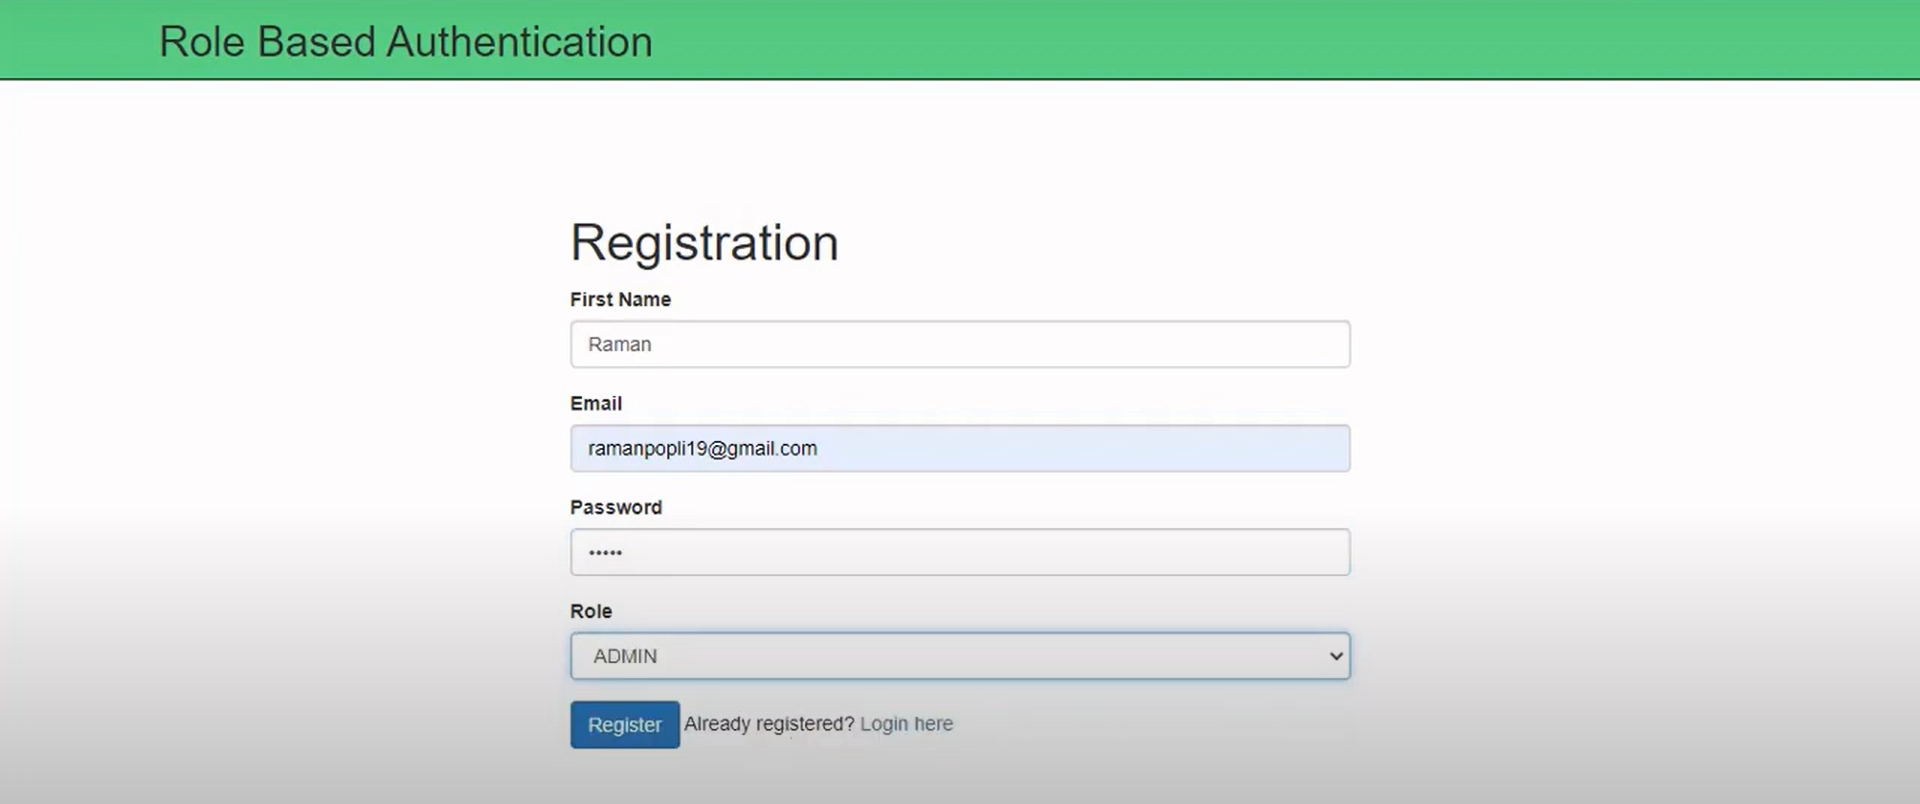 Role Based Authentication
Registration
First Name
Raman
Email
ramanpopli19@gmail.com
Password
•••••
Role
ADMIN
Register Already registered? Login here